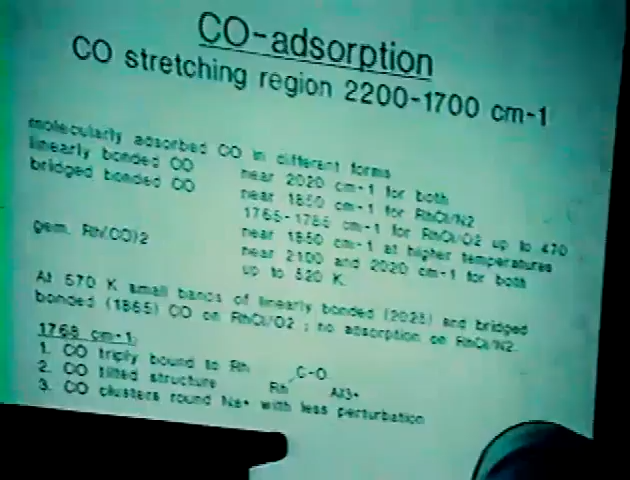 CO-adsorption
CO stretching region 2200-1700 cm-1
molecularly adsorbed CO in different forms
linearly bonded CO near 2020 cm-1 for both
bridged bonded CO near 1850 cm-1 for RhCl/N2
1765-1785 cm-1 for RhCl/O2 up to 470
near 1850 cm-1 at higher temperatures
gem. Rh(CO)2 near 2100 and 2020 cm-1 for both
up to 520 K.
At 570 K small bands of linearly bonded (2025) and bridged
bonded (1865) CO on RhCl/O2 ; no adsorption on RhCl/N2.
1768 cm-1:
1. CO triply bound to Rh
2. CO tilted structure
C-O
Rh Al3+
3. CO clusters round Na+ with less perturbation